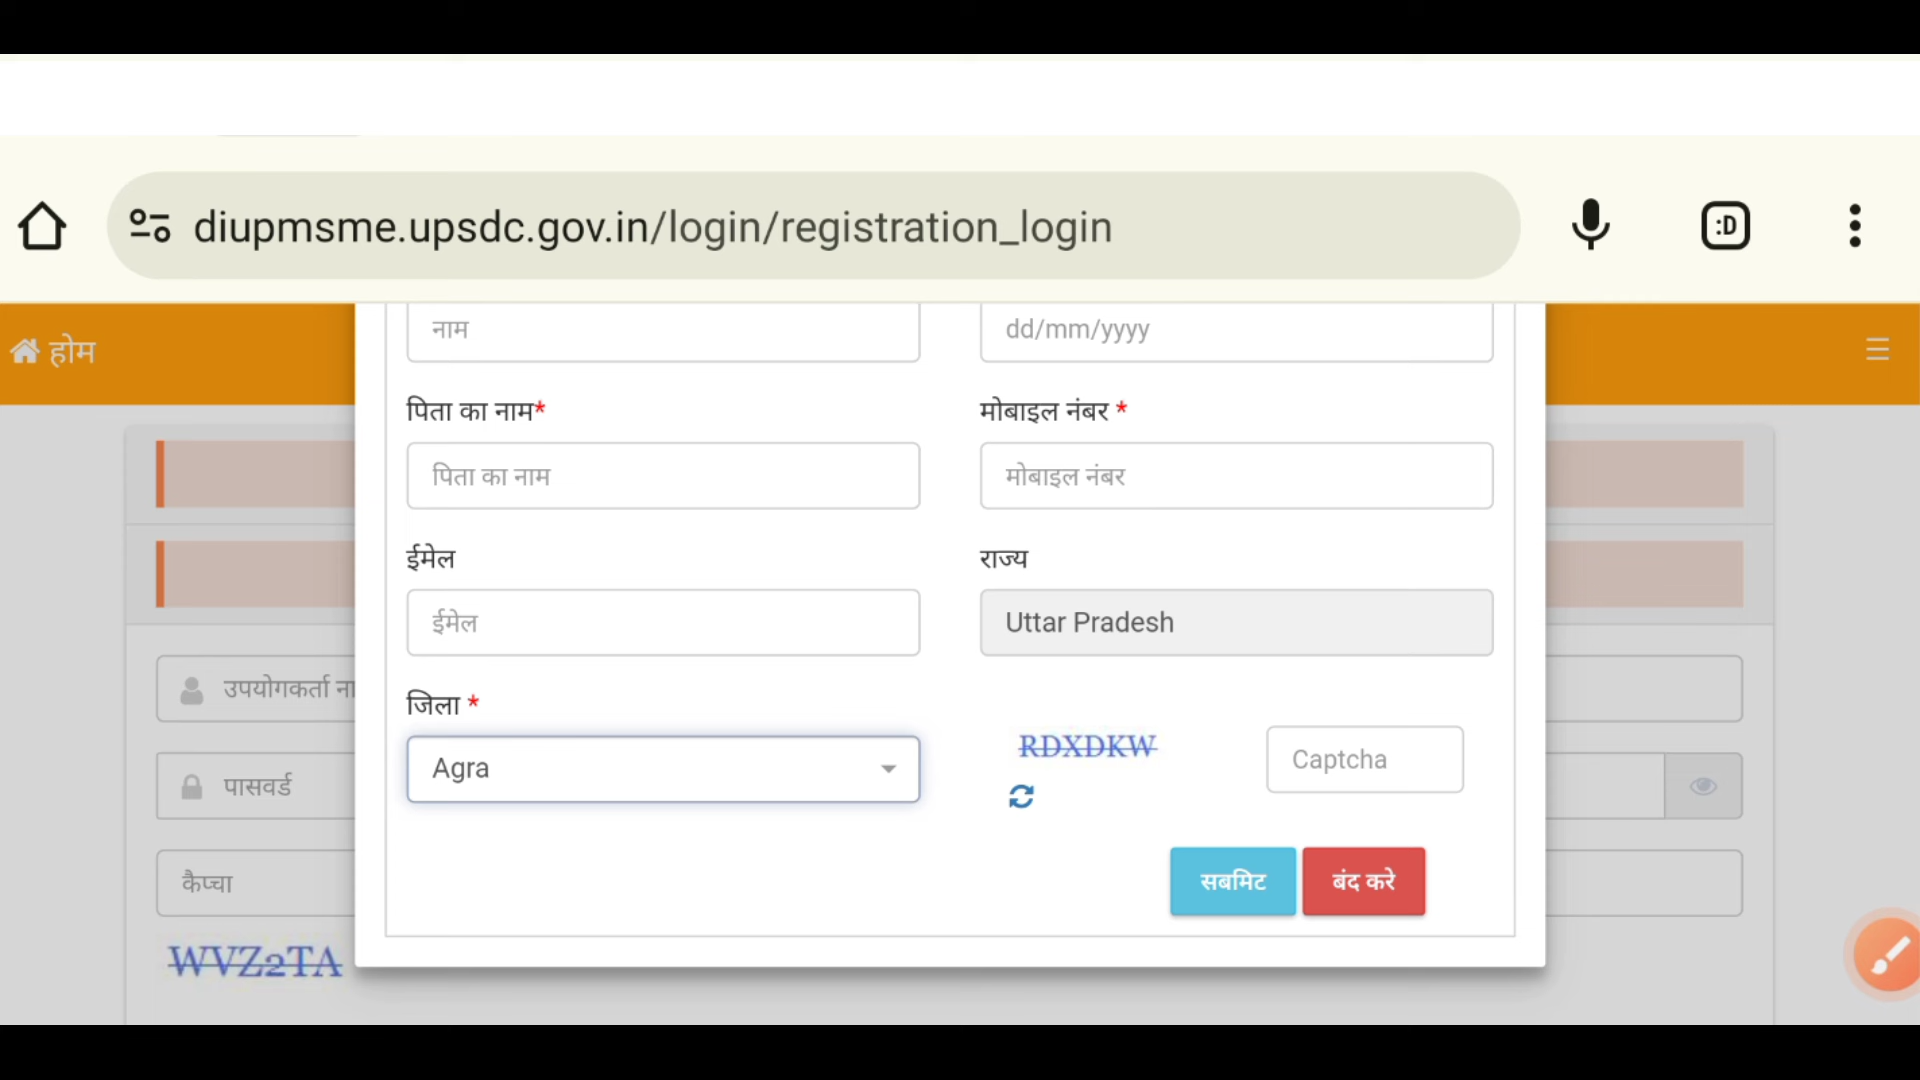 diupmsme.upsdc.gov.in/login/registration_login
:D
होम
नाम
dd/mm/yyyy
पिता का नाम*
मोबाइल नंबर *
पिता का नाम
मोबाइल नंबर
ईमेल
राज्य
ईमेल
Uttar Pradesh
उपयोगकर्ता
जिला *
Agra
RDXDKW
Captcha
पासवर्ड
सबमिट
बंद करे
कैप्चा
WVZ2TA